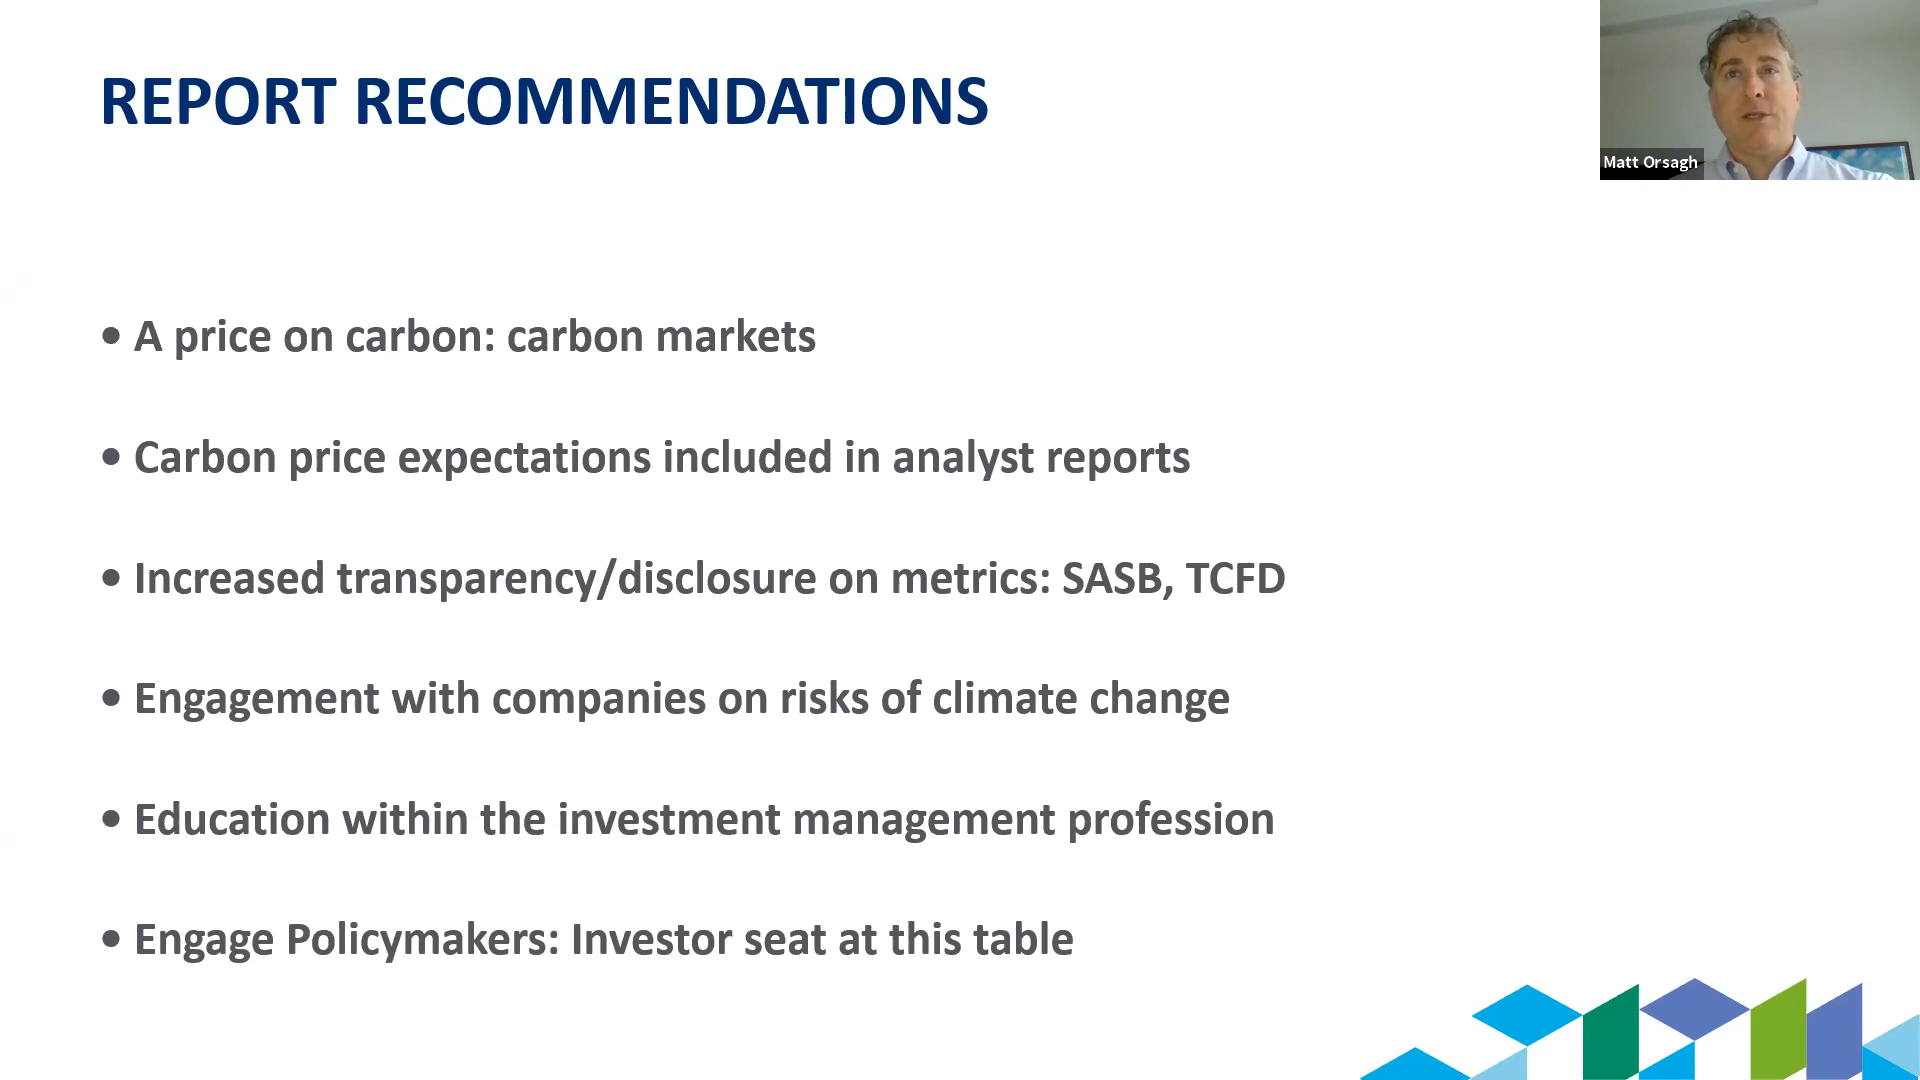 REPORT RECOMMENDATIONS
Matt Orsagh
• A price on carbon: carbon markets
• Carbon price expectations included in analyst reports
• Increased transparency/disclosure on metrics: SASB, TCFD
• Engagement with companies on risks of climate change
• Education within the investment management profession
• Engage Policymakers: Investor seat at this table